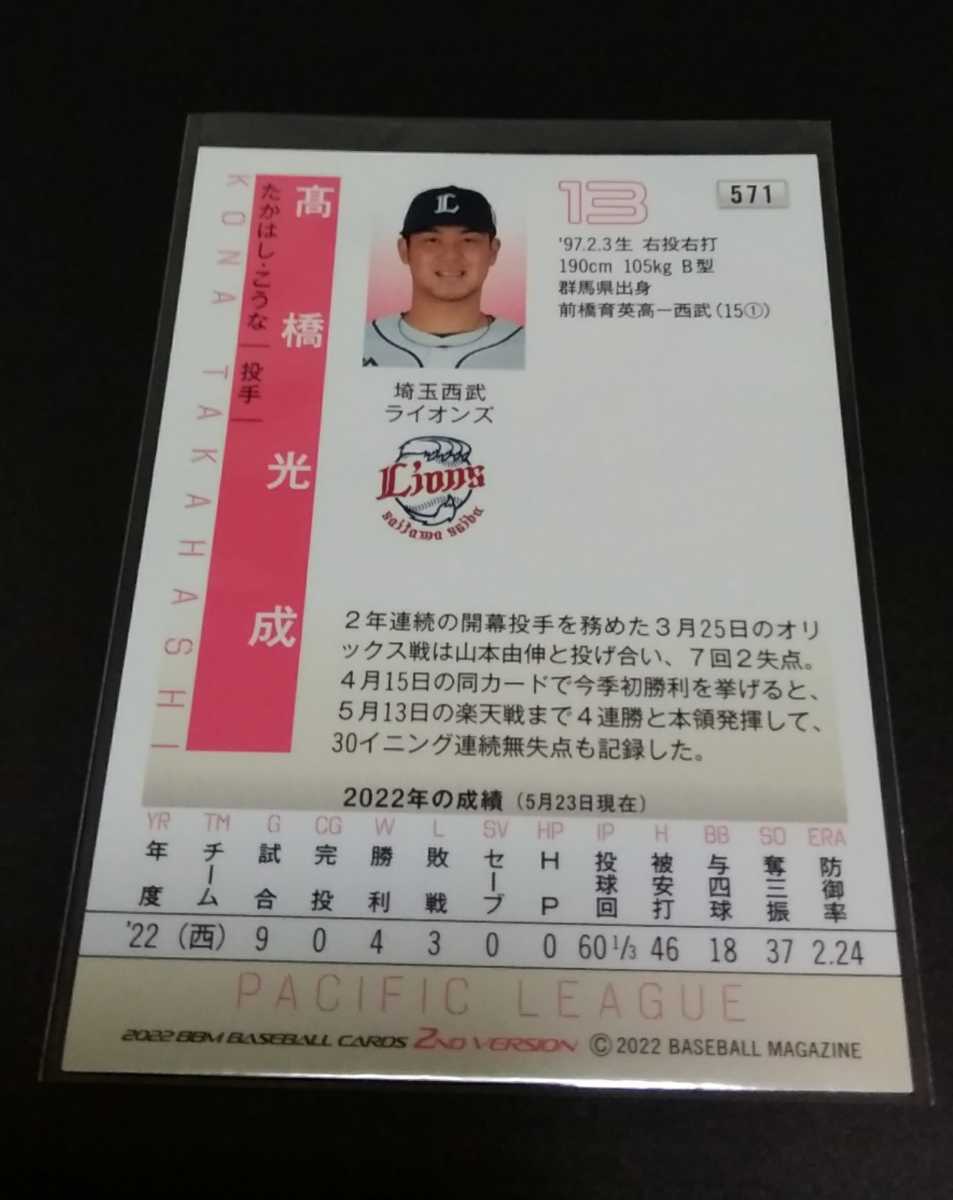 KONA TAKAHASHI
髙橋光成
たかはし・こうな 投手
L
13
571
'97.2.3生 右投右打
190cm 105kg B型
群馬県出身
前橋育英高ー西武(15①)
埼玉西武
ライオンズ
Lions
saitama seibu
2年連続の開幕投手を務めた3月25日のオリ
ックス戦は山本由伸と投げ合い、7回2失点。
4月15日の同カードで今季初勝利を挙げると、
5月13日の楽天戦まで4連勝と本領発揮して、
30イニング連続無失点も記録した。
2022年の成績(5月23日現在)
YR TM G CG W L SV HP IP H BB SO ERA
年度 チーム 試合 完投 勝利 敗戦 セーブ HP 投球回 被安打 与四球 奪三振 防御率
'22 (西) 9 0 4 3 0 0 60 1/3 46 18 37 2.24
PACIFIC LEAGUE
2022 BBM BASEBALL CARDS 2ND VERSION ©2022 BASEBALL MAGAZINE